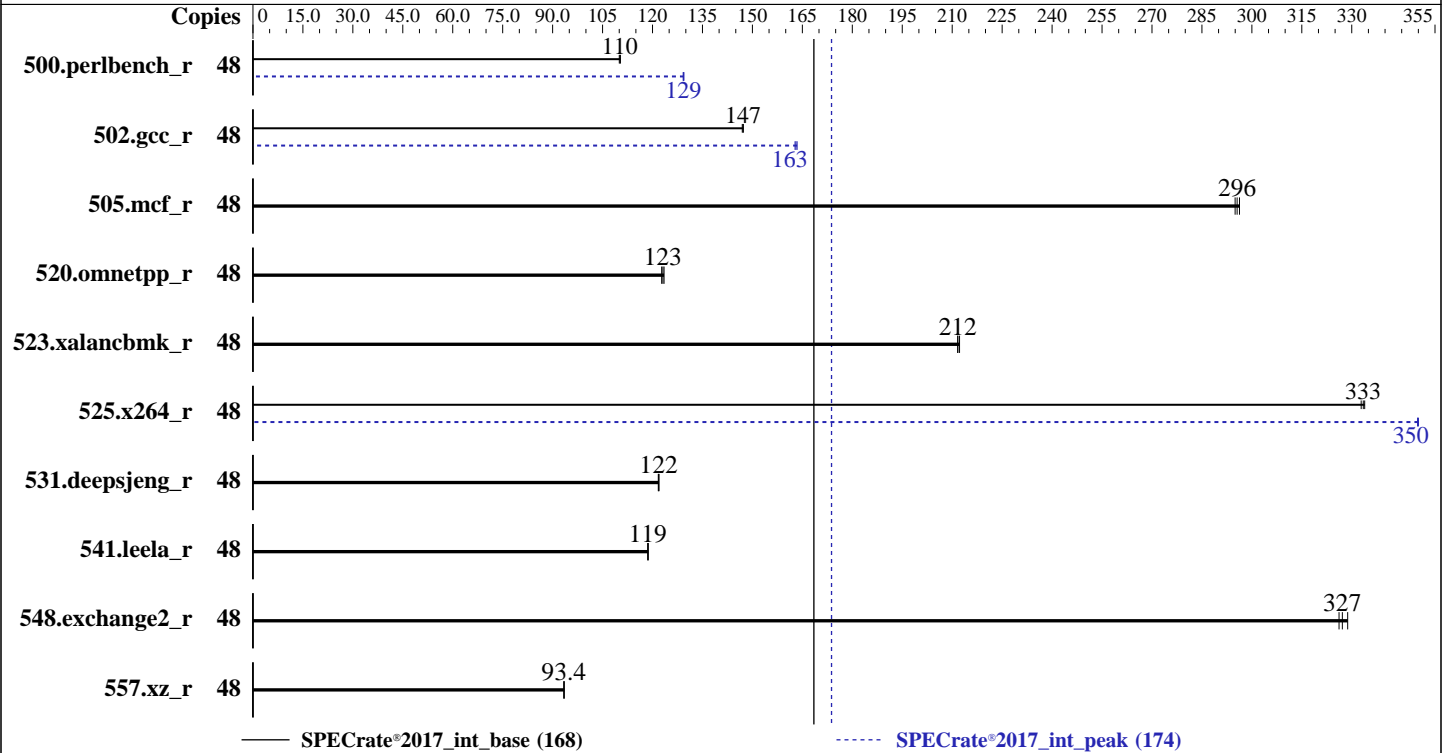 Copies 0 15.0 30.0 45.0 60.0 75.0 90.0 105 120 135 150 165 180 195 210 225 240 255 270 285 300 315 330 355
500.perlbench_r 48 110
129
502.gcc_r 48 147
163
505.mcf_r 48 296
520.omnetpp_r 48 123
523.xalancbmk_r 48 212
525.x264_r 48 333
350
531.deepsjeng_r 48 122
541.leela_r 48 119
548.exchange2_r 48 327
557.xz_r 48 93.4
SPECrate®2017_int_base (168) SPECrate®2017_int_peak (174)